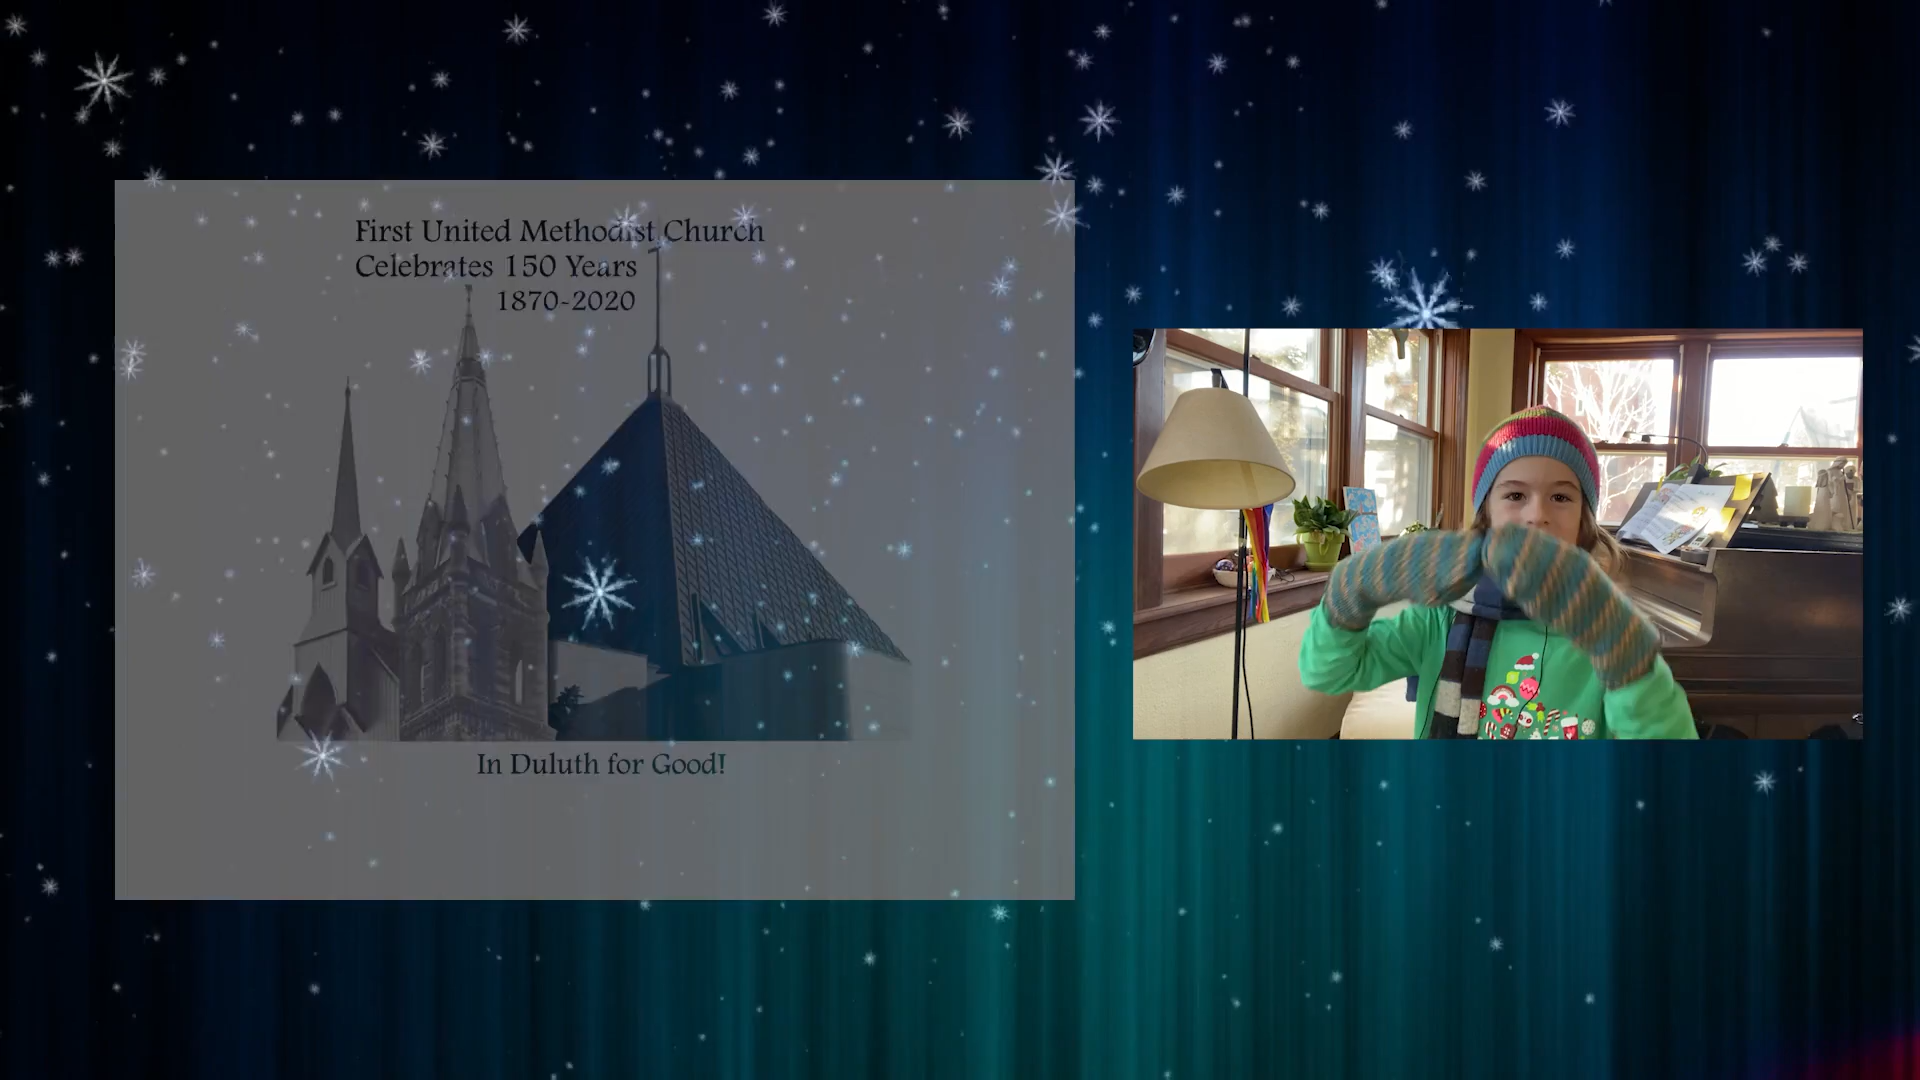 First United Methodist Church
Celebrates 150 Years
1870-2020
In Duluth for Good!